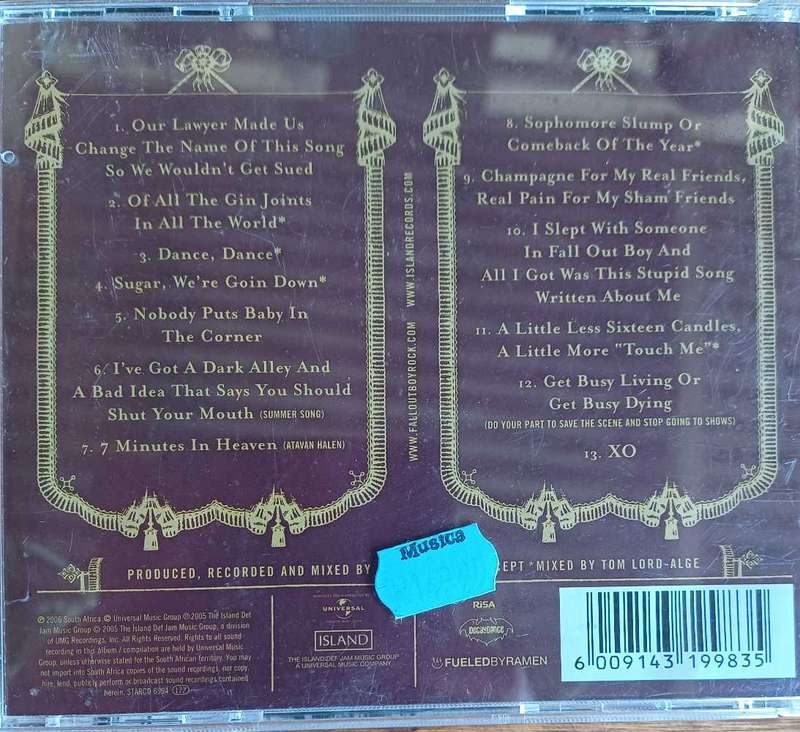 1. Our Lawyer Made Us
Change The Name Of This Song
So We Wouldn't Get Sued
2. Of All The Gin Joints
In All The World*
3. Dance, Dance*
4. Sugar, We're Goin Down*
5. Nobody Puts Baby In
The Corner
6. I've Got A Dark Alley And
A Bad Idea That Says You Should
Shut Your Mouth (SUMMER SONG)
7. 7 Minutes In Heaven (ATAVAN HALEN)
WWW.FALLOUTBOYROCK.COM WWW.ISLANDRECORDS.COM
8. Sophomore Slump Or
Comeback Of The Year*
9. Champagne For My Real Friends,
Real Pain For My Sham Friends
10. I Slept With Someone
In Fall Out Boy And
All I Got Was This Stupid Song
Written About Me
11. A Little Less Sixteen Candles,
A Little More "Touch Me"*
12. Get Busy Living Or
Get Busy Dying
(DO YOUR PART TO SAVE THE SCENE AND STOP GOING TO SHOWS)
13. XO
PRODUCED, RECORDED AND MIXED BY
CEPT *MIXED BY TOM LORD-ALGE
Musica
℗ 2006 South Africa © Universal Music Group ℗ 2005 The Island Def
Jam Music Group © 2005 The Island Def Jam Music Group, a division
of UMG Recordings, Inc. All Rights Reserved. Rights to all sound
recording in this Album / compilation are held by Universal Music
Group, unless otherwise stated for the South African Territory. You may
not import into South Africa copies of the sound recordings, nor copy,
hire, lend, publicly perform or broadcast sound recordings contained
herein. STARCD 6994 (77)
UNIVERSAL
ISLAND
THE ISLAND DEF JAM MUSIC GROUP
A UNIVERSAL MUSIC COMPANY
RiSA
DECAYDANCE
FUELEDBYRAMEN
6 009143 199835